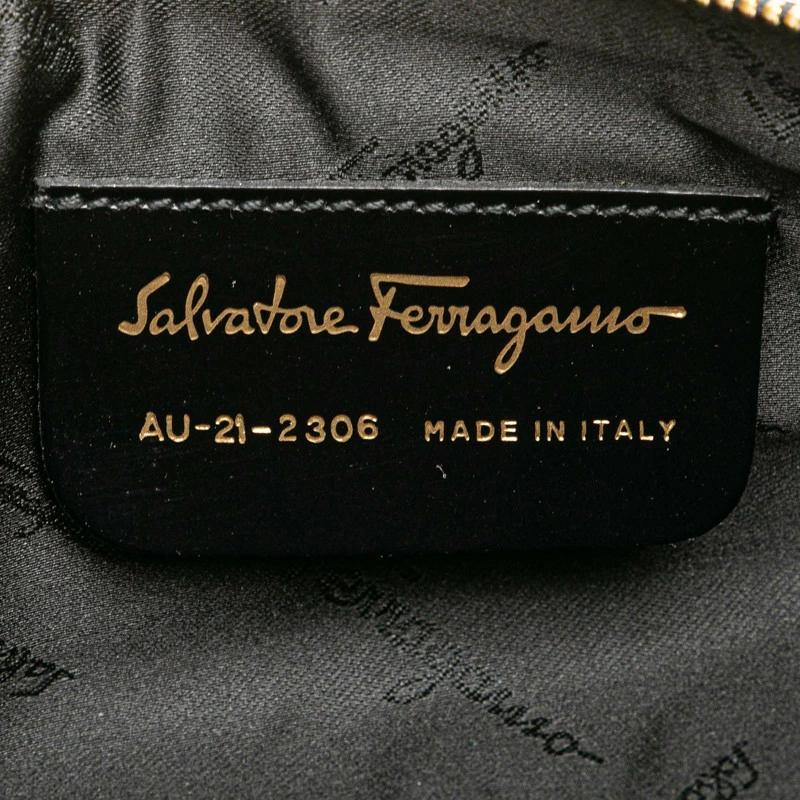 Salvatore Ferragamo
AU-21-2306 MADE IN ITALY